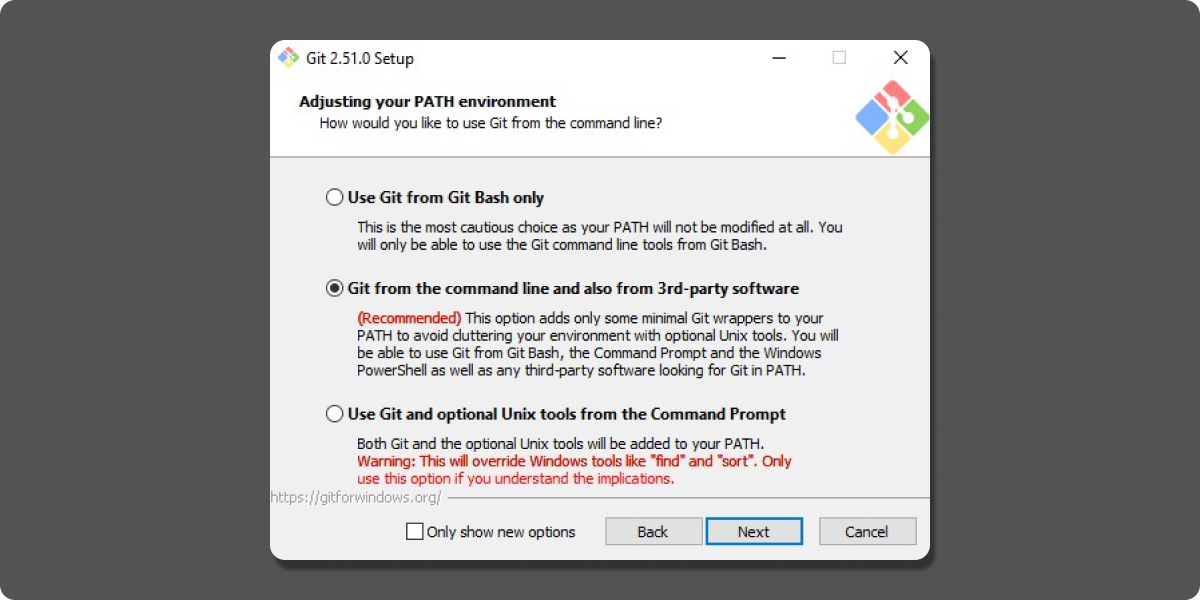 Git 2.51.0 Setup
Adjusting your PATH environment
How would you like to use Git from the command line?
Use Git from Git Bash only
This is the most cautious choice as your PATH will not be modified at all. You
will only be able to use the Git command line tools from Git Bash.
Git from the command line and also from 3rd-party software
(Recommended) This option adds only some minimal Git wrappers to your
PATH to avoid cluttering your environment with optional Unix tools. You will
be able to use Git from Git Bash, the Command Prompt and the Windows
PowerShell as well as any third-party software looking for Git in PATH.
Use Git and optional Unix tools from the Command Prompt
Both Git and the optional Unix tools will be added to your PATH.
Warning: This will override Windows tools like "find" and "sort". Only
use this option if you understand the implications.
https://gitforwindows.org/
Only show new options
Back
Next
Cancel